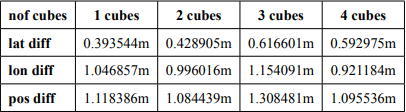 nof cubes 1 cubes 2 cubes 3 cubes 4 cubes
lat diff 0.393544m 0.428905m 0.616601m 0.592975m
lon diff 1.046857m 0.996016m 1.154091m 0.921184m
pos diff 1.118386m 1.084439m 1.308481m 1.095536m